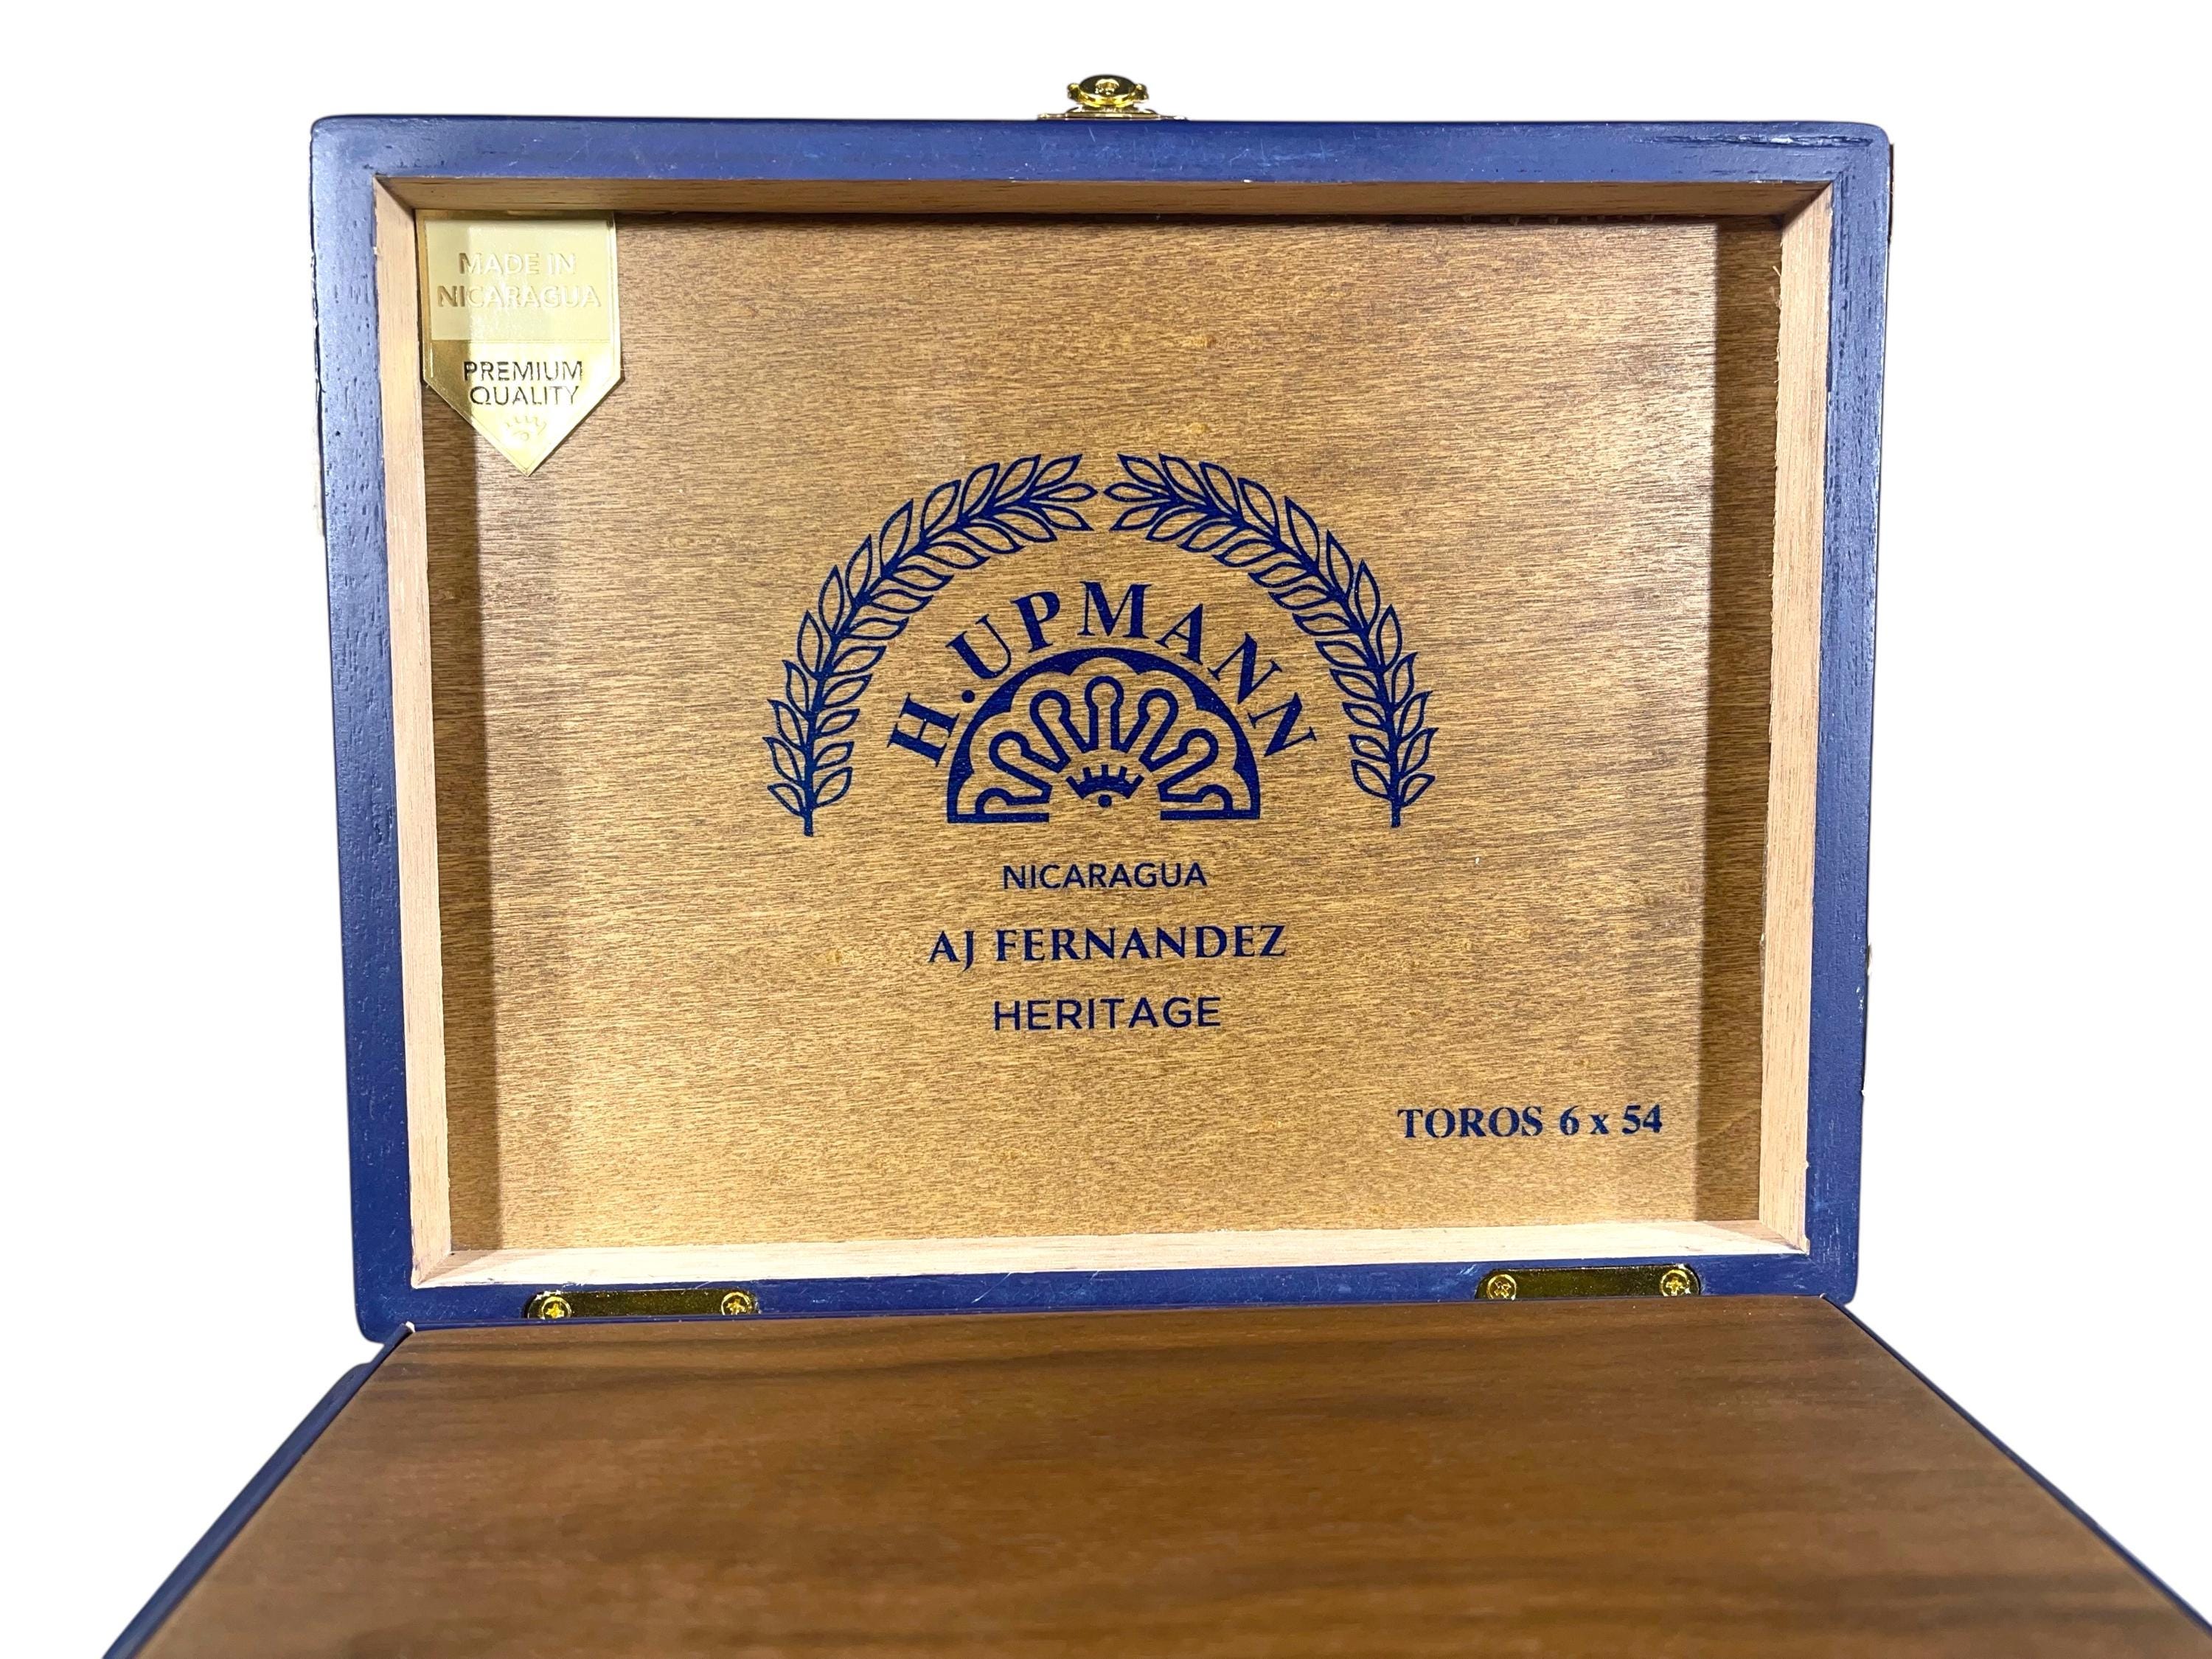 MADE IN
NICARAGUA
PREMIUM
QUALITY
H.UPMANN
NICARAGUA
AJ FERNANDEZ
HERITAGE
TOROS 6 x 54